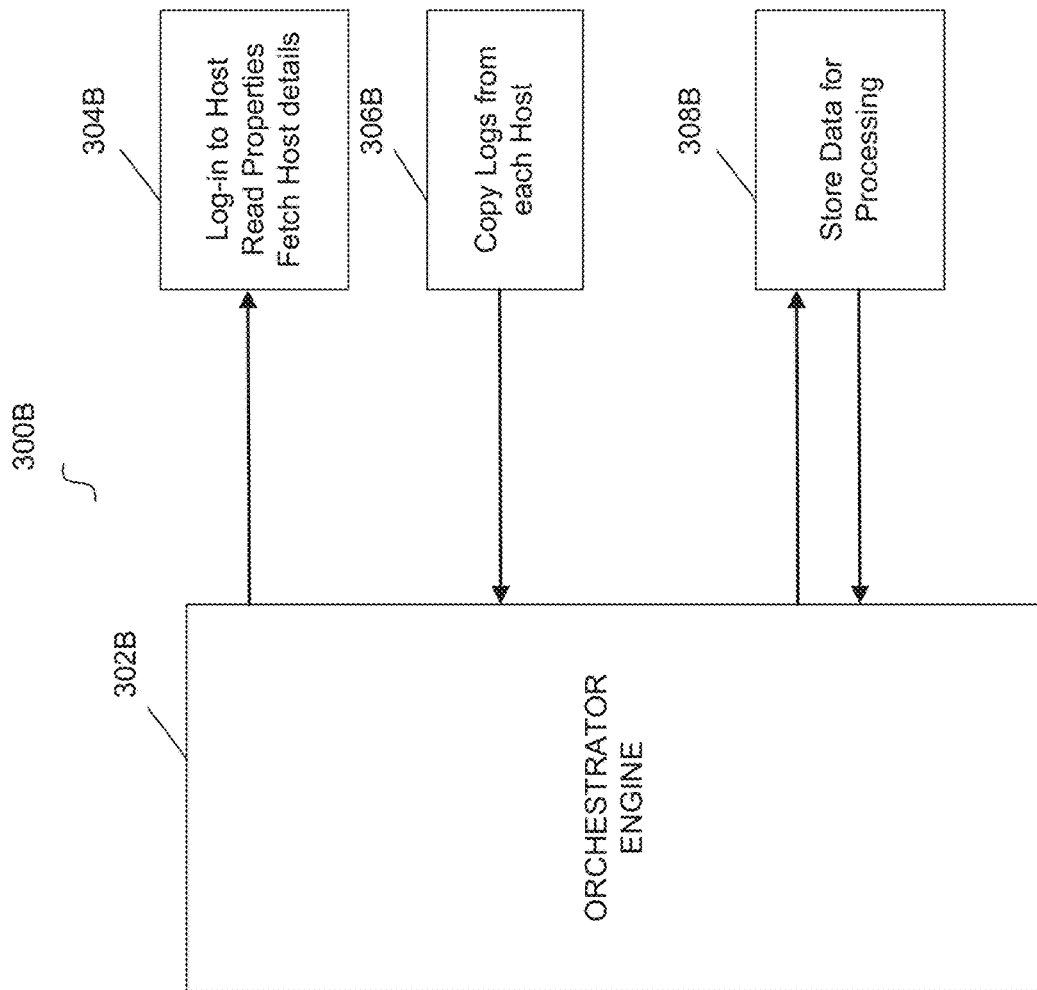 300B
302B
ORCHESTRATOR
ENGINE
304B
Log-in to Host
Read Properties
Fetch Host details
306B
Copy Logs from
each Host
308B
Store Data for
Processing